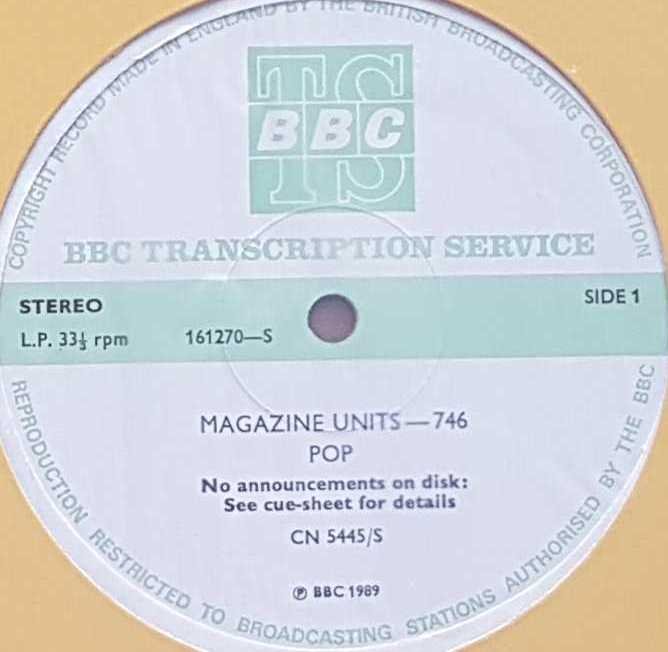 COPYRIGHT RECORD MADE IN ENGLAND BY THE BRITISH BROADCASTING CORPORATION
TS
BBC
BBC TRANSCRIPTION SERVICE
STEREO
SIDE 1
L.P. 33⅓ rpm
161270—S
MAGAZINE UNITS — 746
POP
No announcements on disk:
See cue-sheet for details
CN 5445/S
℗ BBC 1989
REPRODUCTION RESTRICTED TO BROADCASTING STATIONS AUTHORISED BY THE BBC